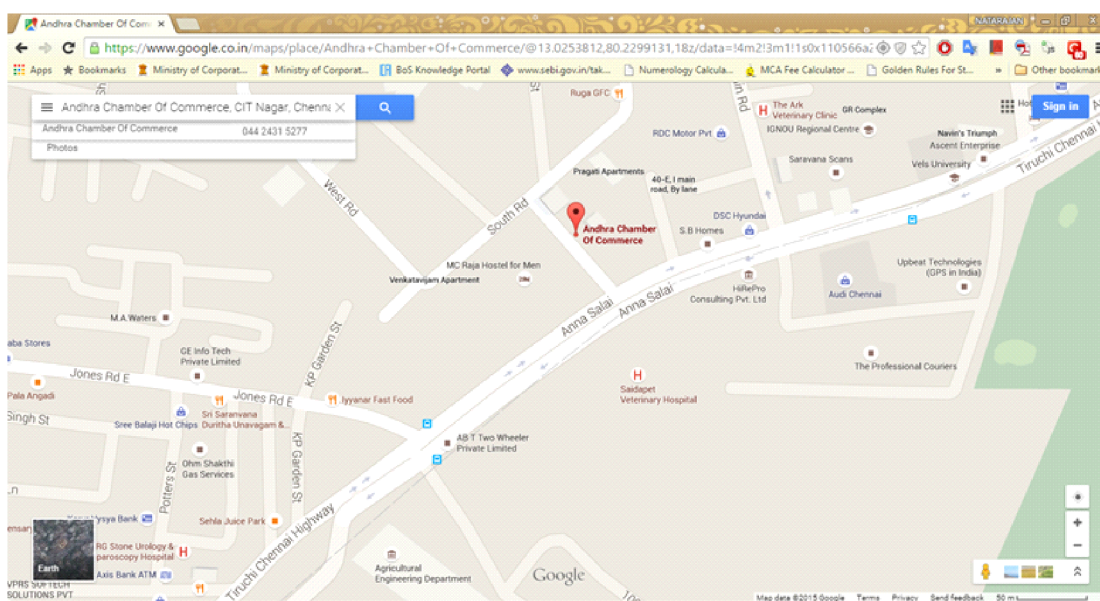 Andhra Chamber Of Com
NATARAJAN
https://www.google.co.in/maps/place/Andhra+Chamber+Of+Commerce/@13.0253812,80.2299131,18z/data=!4m2!3m1!1s0x110566a
Apps
Bookmarks
Ministry of Corporat...
Ministry of Corporat...
BoS Knowledge Portal
www.sebi.gov.in/tak...
Numerology Calcula...
MCA Fee Calculator ...
Golden Rules For St...
»
Other bookmark
Andhra Chamber Of Commerce, CIT Nagar, Chenna
Andhra Chamber Of Commerce
044 2431 5277
Photos
Sign in
Ruga GFC
The Ark
Veterinary Clinic
GR Complex
IGNOU Regional Centre
RDC Motor Pvt
Navin's Triumph
Ascent Enterprise
Vels University
Tiruchi Chennai
Saravana Scans
Pragati Apartments
40-E, I main
road, By lane
West Rd
South Rd
Andhra Chamber
Of Commerce
DSC Hyundai
S.B Homes
MC Raja Hostel for Men
Venkatavijam Apartment
HiRePro
Consulting Pvt. Ltd
Upbeat Technologies
(GPS in India)
Audi Chennai
Anna Salai
Anna Salai
M.A.Waters
KP Garden St
aba Stores
GE Info Tech
Private Limited
The Professional Couriers
Jones Rd E
Jones Rd E
Iyyanar Fast Food
Saidapet
Veterinary Hospital
Pala Angadi
Singh St
Sri Saranvana
Duritha Unavagam &...
Sree Balaji Hot Chips
AB T Two Wheeler
Private Limited
KP Garden St
Ohm Shakthi
Gas Services
Potters St
Vysya Bank
Sehla Juice Park
Tiruchi Chennai Highway
RG Stone Urology &
paroscopy Hospital
Earth
Axis Bank ATM
Agricultural
Engineering Department
Google
SOLUTIONS PVT
Map data ©2015 Google
Terms
Privacy
Send feedback
50 m